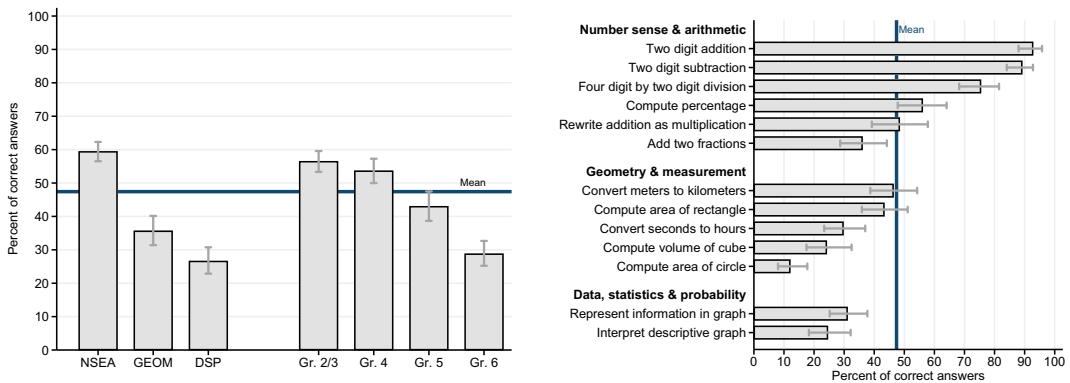 100
90
80
70
60
50
40
30
20
10
0
Percent of correct answers
Mean
NSEA GEOM DSP Gr. 2/3 Gr. 4 Gr. 5 Gr. 6
Number sense & arithmetic
Mean
Two digit addition
Two digit subtraction
Four digit by two digit division
Compute percentage
Rewrite addition as multiplication
Add two fractions
Geometry & measurement
Convert meters to kilometers
Compute area of rectangle
Convert seconds to hours
Compute volume of cube
Compute area of circle
Data, statistics & probability
Represent information in graph
Interpret descriptive graph
0 10 20 30 40 50 60 70 80 90 100
Percent of correct answers